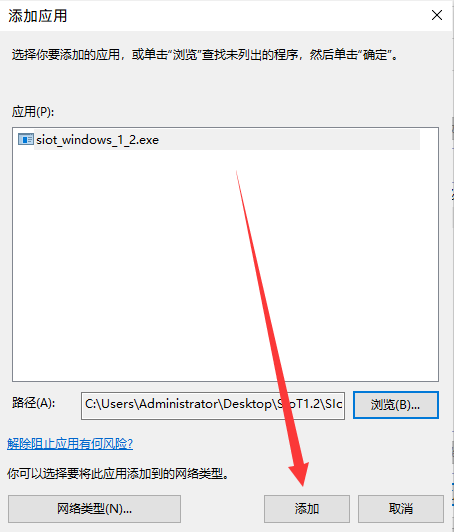 添加应用
选择你要添加的应用，或单击“浏览”查找未列出的程序，然后单击“确定”。
应用(P):
siot_windows_1_2.exe
路径(A):
C:\Users\Administrator\Desktop\SIoT1.2\SIo
浏览(B)...
解除阻止应用有何风险?
你可以选择要将此应用添加到的网络类型。
网络类型(N)...
添加
取消